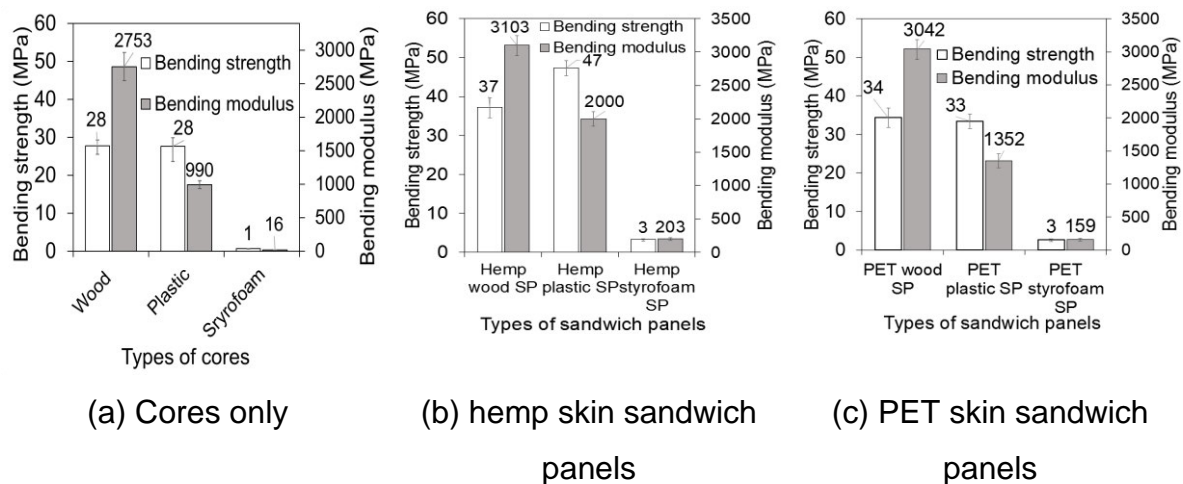 Bending strength (MPa)
60
50
40
30
20
10
0
2753
28
28
990
1
16
Bending strength
Bending modulus
3000
2500
2000
1500
1000
500
0
Bending modulus (MPa)
Wood
Plastic
Sryrofoam
Types of cores
(a) Cores only
Bending strength (MPa)
60
50
40
30
20
10
0
Bending strength
3103
Bending modulus
47
37
2000
3
203
3500
3000
2500
2000
1500
1000
500
0
Bending modulus (MPa)
Hemp
wood SP
Hemp
plastic SP
Hemp
styrofoam
SP
Types of sandwich panels
(b) hemp skin sandwich
panels
Bending strength (MPa)
60
50
40
30
20
10
0
3042
Bending strength
Bending modulus
34
33
1352
3
159
3500
3000
2500
2000
1500
1000
500
0
Bending modulus (MPa)
PET wood
SP
PET
plastic SP
PET
styrofoam
SP
Types of sandwich panels
(c) PET skin sandwich
panels